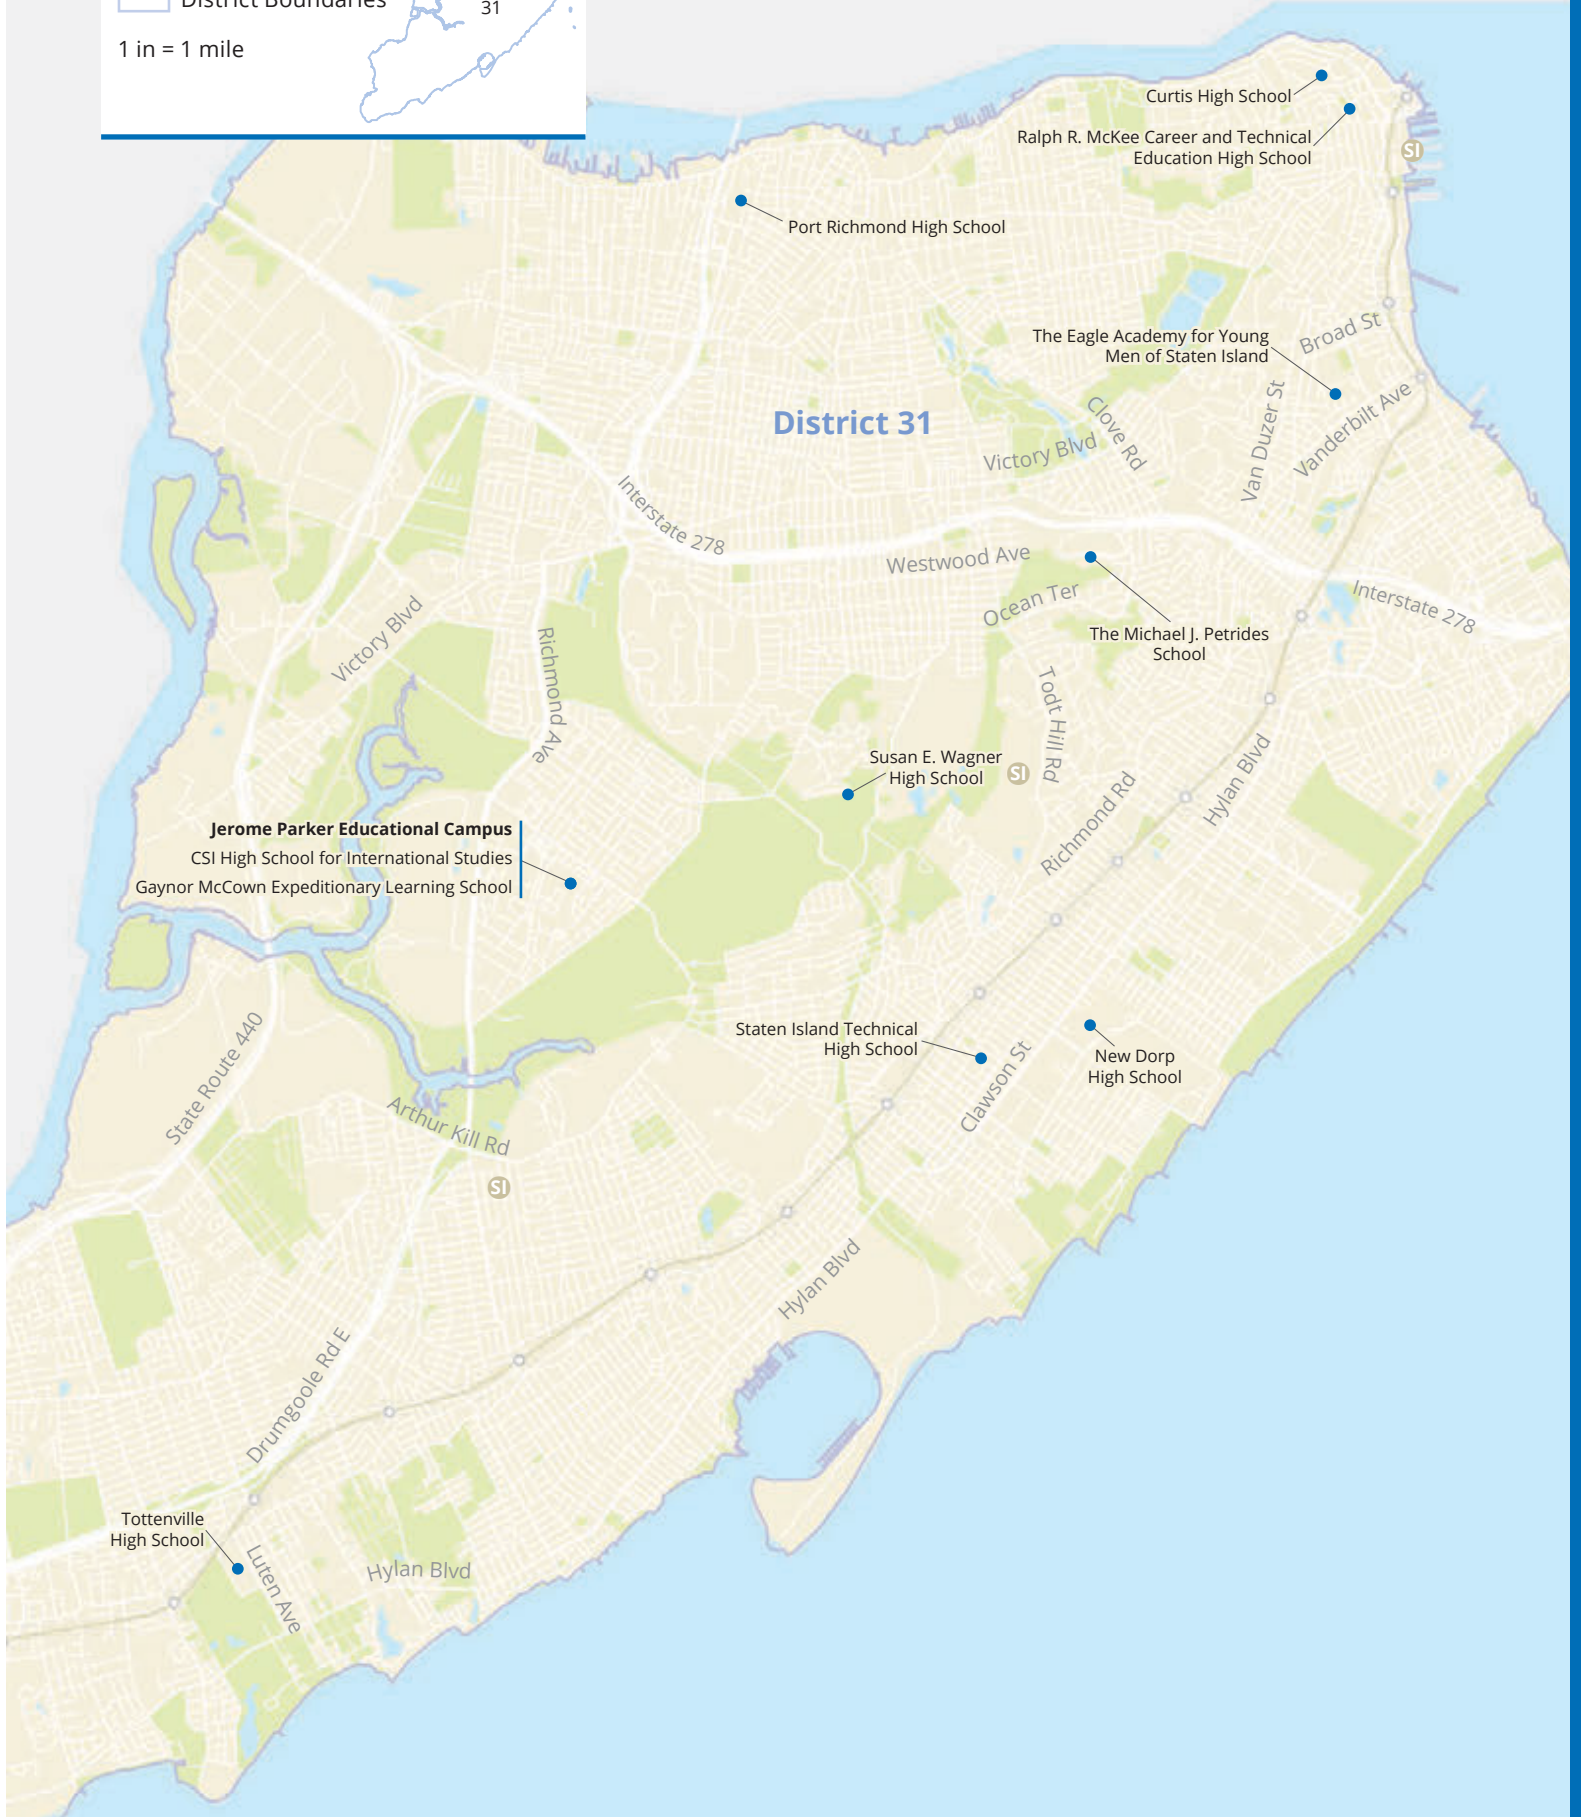 District Boundaries
31
1 in = 1 mile
Curtis High School
Ralph R. McKee Career and Technical
Education High School
SI
Port Richmond High School
The Eagle Academy for Young
Men of Staten Island
Broad St
District 31
Clove Rd
Victory Blvd
Van Duzer St
Vanderbilt Ave
Interstate 278
Westwood Ave
Ocean Ter
Interstate 278
The Michael J. Petrides
School
Victory Blvd
Richmond Ave
Todt Hill Rd
Susan E. Wagner
High School
SI
Hylan Blvd
Richmond Rd
Jerome Parker Educational Campus
CSI High School for International Studies
Gaynor McCown Expeditionary Learning School
State Route 440
Staten Island Technical
High School
Clawson St
New Dorp
High School
Arthur Kill Rd
SI
Hylan Blvd
Drumgoole Rd E
Tottenville
High School
Luten Ave
Hylan Blvd